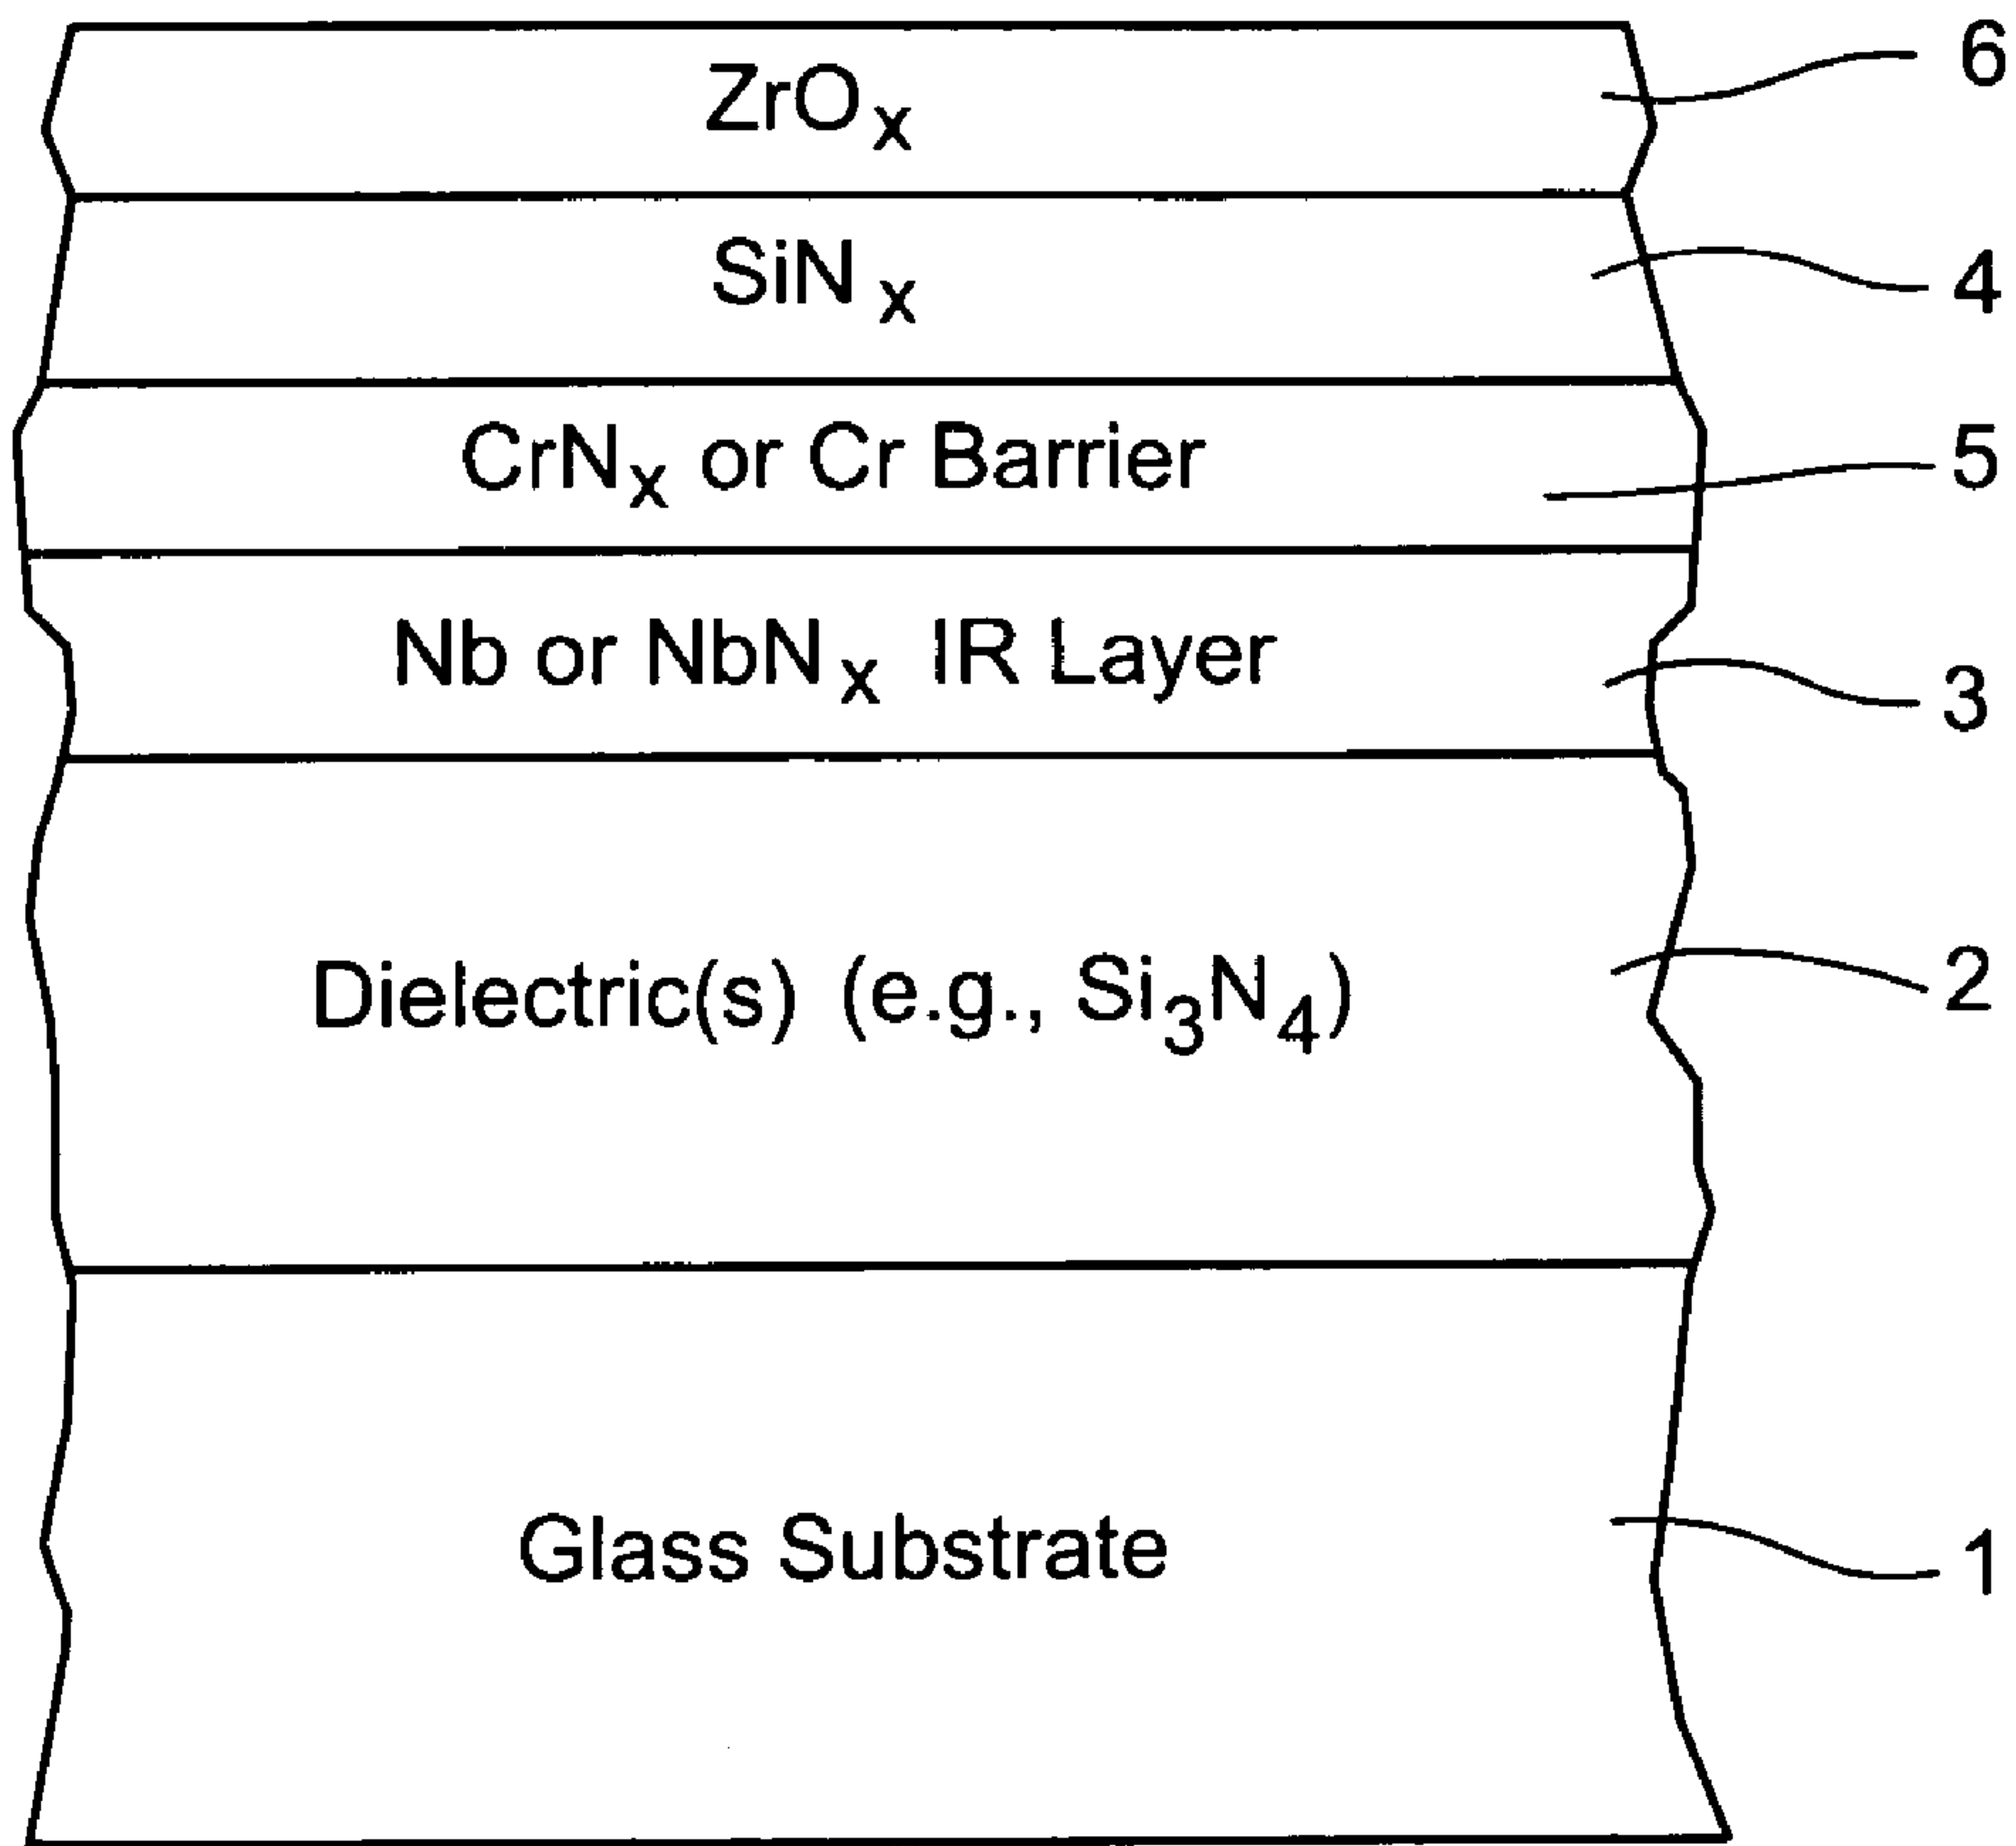 ZrOₓ 6
SiNₓ 4
CrNₓ or Cr Barrier 5
Nb or NbNₓ IR Layer 3
Dielectric(s) (e.g., Si₃N₄) 2
Glass Substrate 1